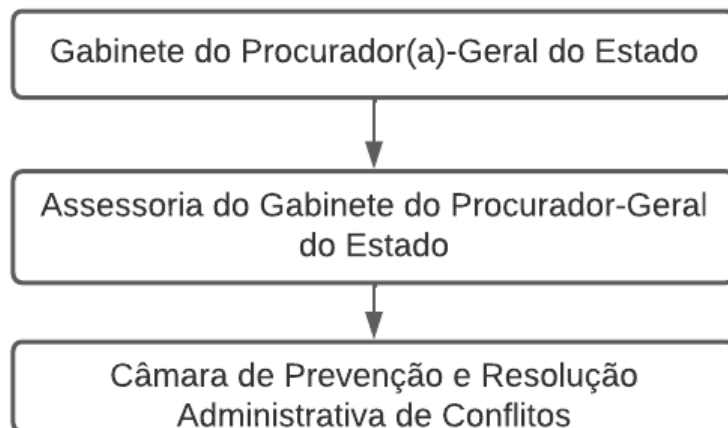 Gabinete do Procurador(a)-Geral do Estado
Assessoria do Gabinete do Procurador-Geral
do Estado
Câmara de Prevenção e Resolução
Administrativa de Conflitos